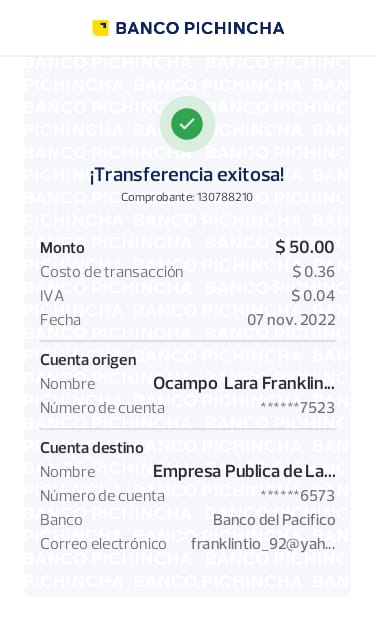 BANCO PICHINCHA
¡Transferencia exitosa!
Comprobante: 130788210
Monto $ 50.00
Costo de transacción $ 0.36
IVA $ 0.04
Fecha 07 nov. 2022
Cuenta origen
Nombre Ocampo Lara Franklin...
Número de cuenta ******7523
Cuenta destino
Nombre Empresa Publica de La...
Número de cuenta ******6573
Banco Banco del Pacifico
Correo electrónico franklintio_92@yah...